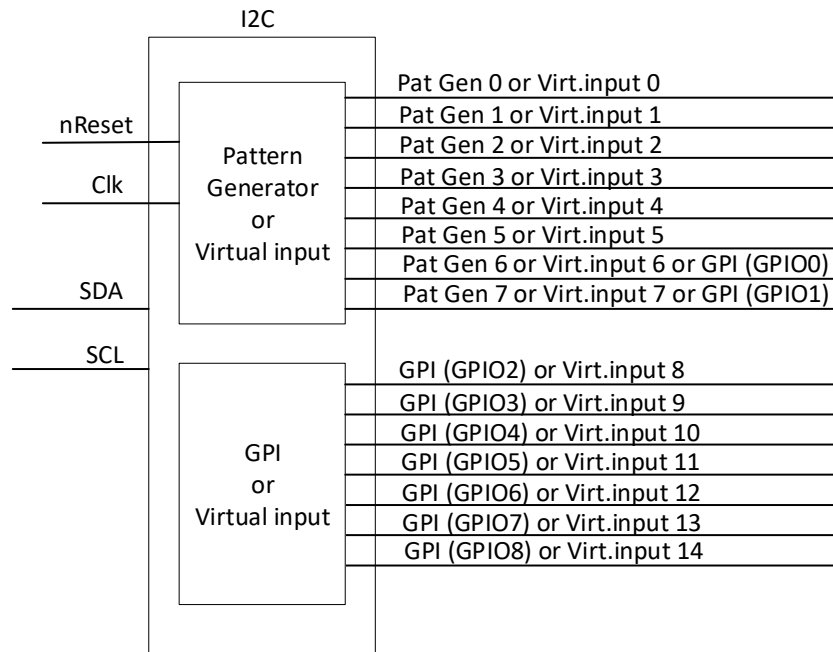 I2C
nReset
Clk
SDA
SCL
Pattern
Generator
or
Virtual input
Pat Gen 0 or Virt.input 0
Pat Gen 1 or Virt.input 1
Pat Gen 2 or Virt.input 2
Pat Gen 3 or Virt.input 3
Pat Gen 4 or Virt.input 4
Pat Gen 5 or Virt.input 5
Pat Gen 6 or Virt.input 6 or GPI (GPIO0)
Pat Gen 7 or Virt.input 7 or GPI (GPIO1)
GPI
or
Virtual input
GPI (GPIO2) or Virt.input 8
GPI (GPIO3) or Virt.input 9
GPI (GPIO4) or Virt.input 10
GPI (GPIO5) or Virt.input 11
GPI (GPIO6) or Virt.input 12
GPI (GPIO7) or Virt.input 13
GPI (GPIO8) or Virt.input 14